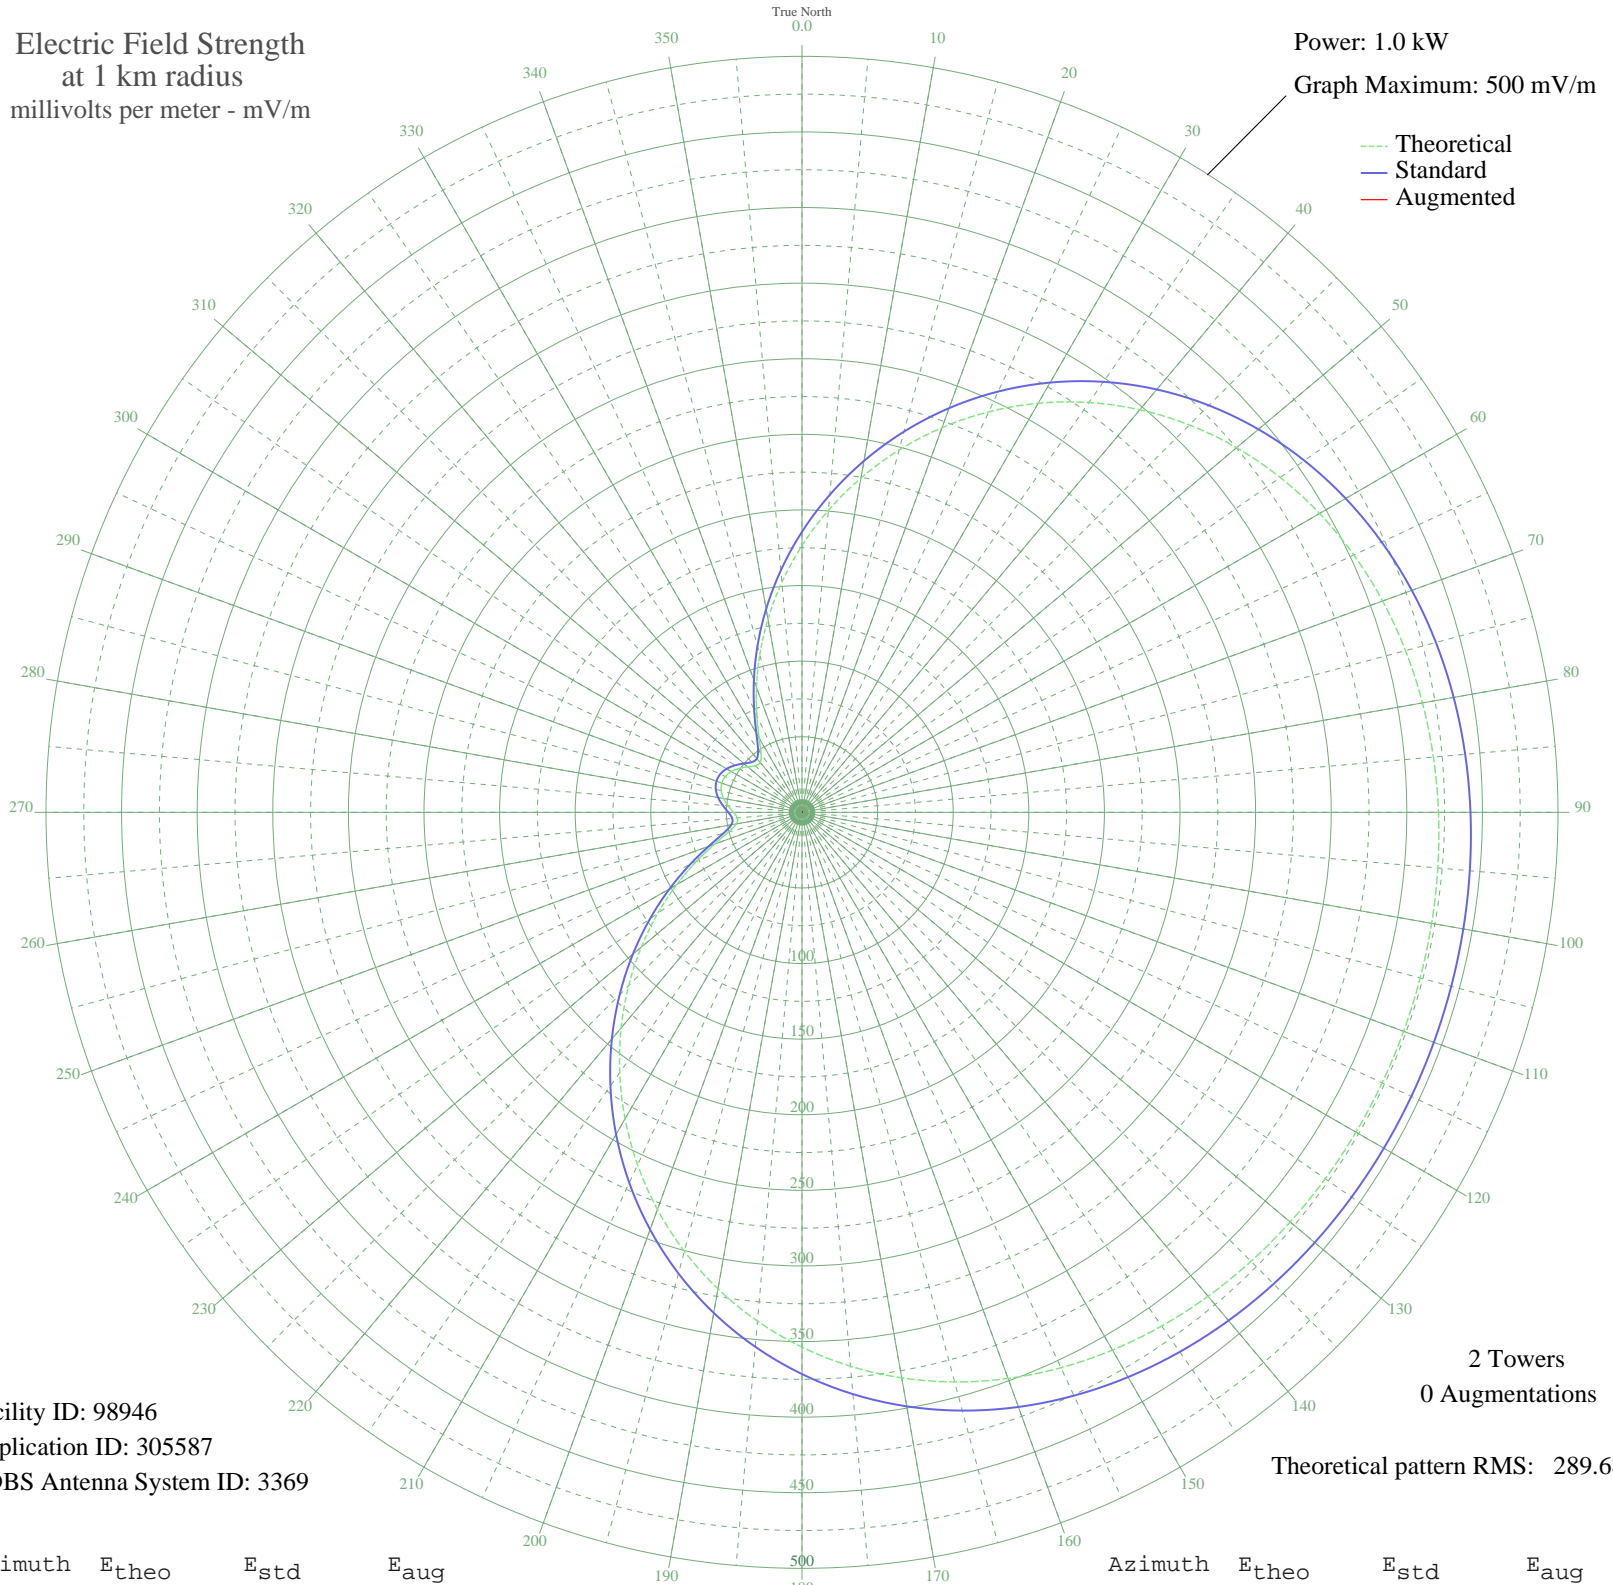 True North
0.0
Electric Field Strength
at 1 km radius
millivolts per meter - mV/m
Power: 1.0 kW
Graph Maximum: 500 mV/m
Theoretical
Standard
Augmented
10
20
30
40
50
60
70
80
90
100
110
120
130
140
150
160
170
190
200
210
220
230
240
250
260
270
280
290
300
310
320
330
340
350
100
150
200
250
300
350
400
450
500
2 Towers
0 Augmentations
Theoretical pattern RMS: 289.6
cility ID: 98946
plication ID: 305587
DBS Antenna System ID: 3369
imuth Etheo Estd Eaug
Azimuth Etheo Estd Eaug